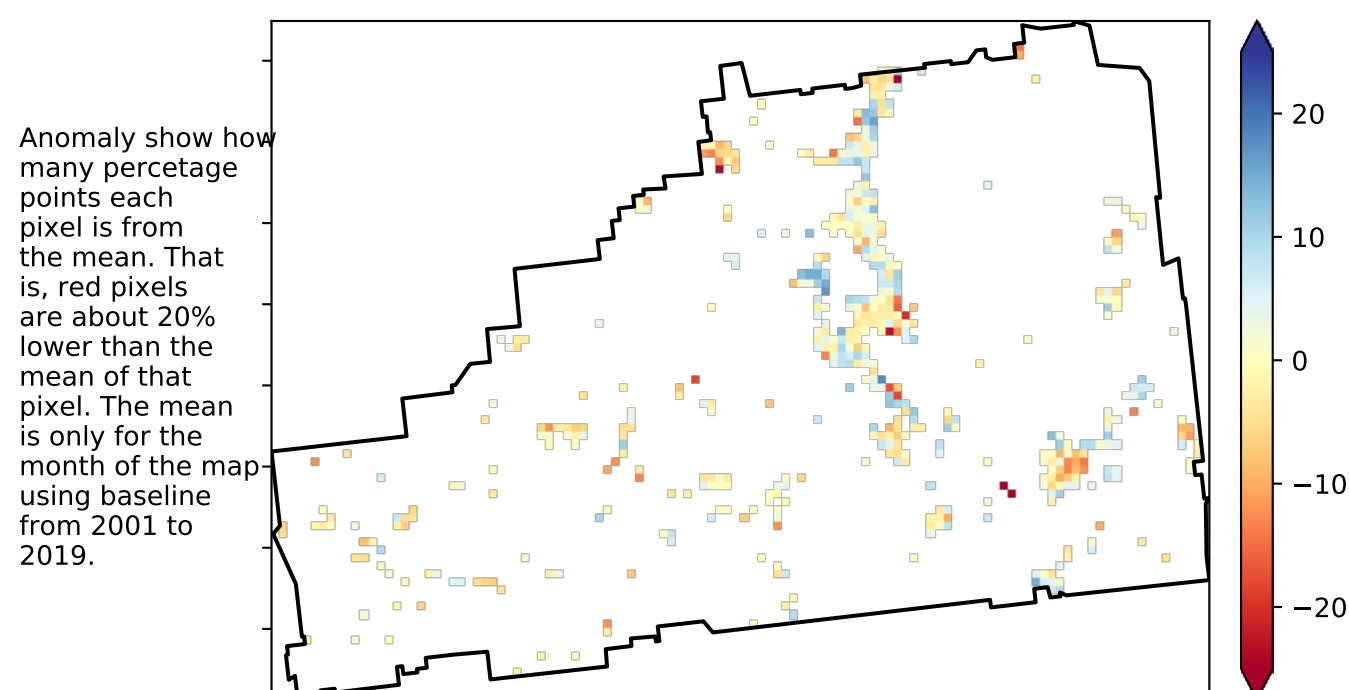 Anomaly show how
many percetage
points each
pixel is from
the mean. That
is, red pixels
are about 20%
lower than the
mean of that
pixel. The mean
is only for the
month of the map
using baseline
from 2001 to
2019.
20
10
0
−10
−20